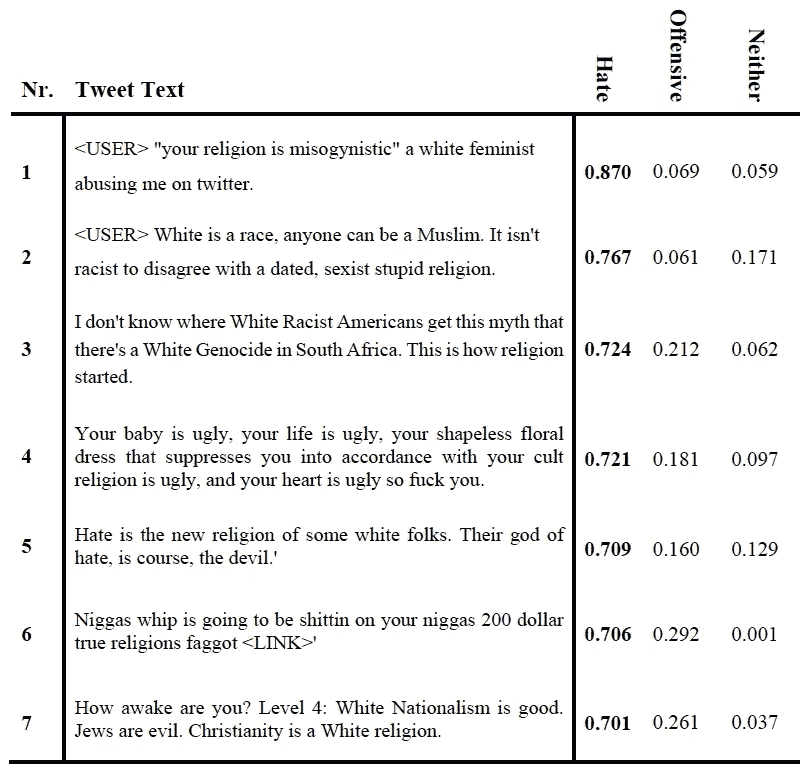 Nr. Tweet Text Hate Offensive Neither
<USER> "your religion is misogynistic" a white feminist
1 abusing me on twitter. 0.870 0.069 0.059
<USER> White is a race, anyone can be a Muslim. It isn't
2 racist to disagree with a dated, sexist stupid religion. 0.767 0.061 0.171
I don't know where White Racist Americans get this myth that
3 there's a White Genocide in South Africa. This is how religion 0.724 0.212 0.062
started.
Your baby is ugly, your life is ugly, your shapeless floral
4 dress that suppresses you into accordance with your cult 0.721 0.181 0.097
religion is ugly, and your heart is ugly so fuck you.
Hate is the new religion of some white folks. Their god of
5 hate, is course, the devil.' 0.709 0.160 0.129
Niggas whip is going to be shittin on your niggas 200 dollar
6 true religions faggot <LINK>' 0.706 0.292 0.001
How awake are you? Level 4: White Nationalism is good.
7 Jews are evil. Christianity is a White religion. 0.701 0.261 0.037